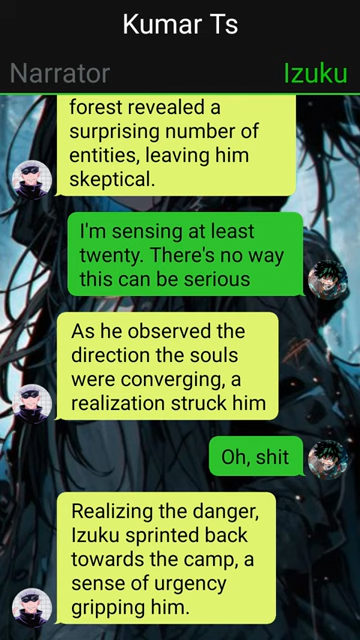 Kumar Ts
Narrator Izuku
forest revealed a
surprising number of
entities, leaving him
skeptical.
I'm sensing at least
twenty. There's no way
this can be serious
As he observed the
direction the souls
were converging, a
realization struck him
Oh, shit
Realizing the danger,
Izuku sprinted back
towards the camp, a
sense of urgency
gripping him.